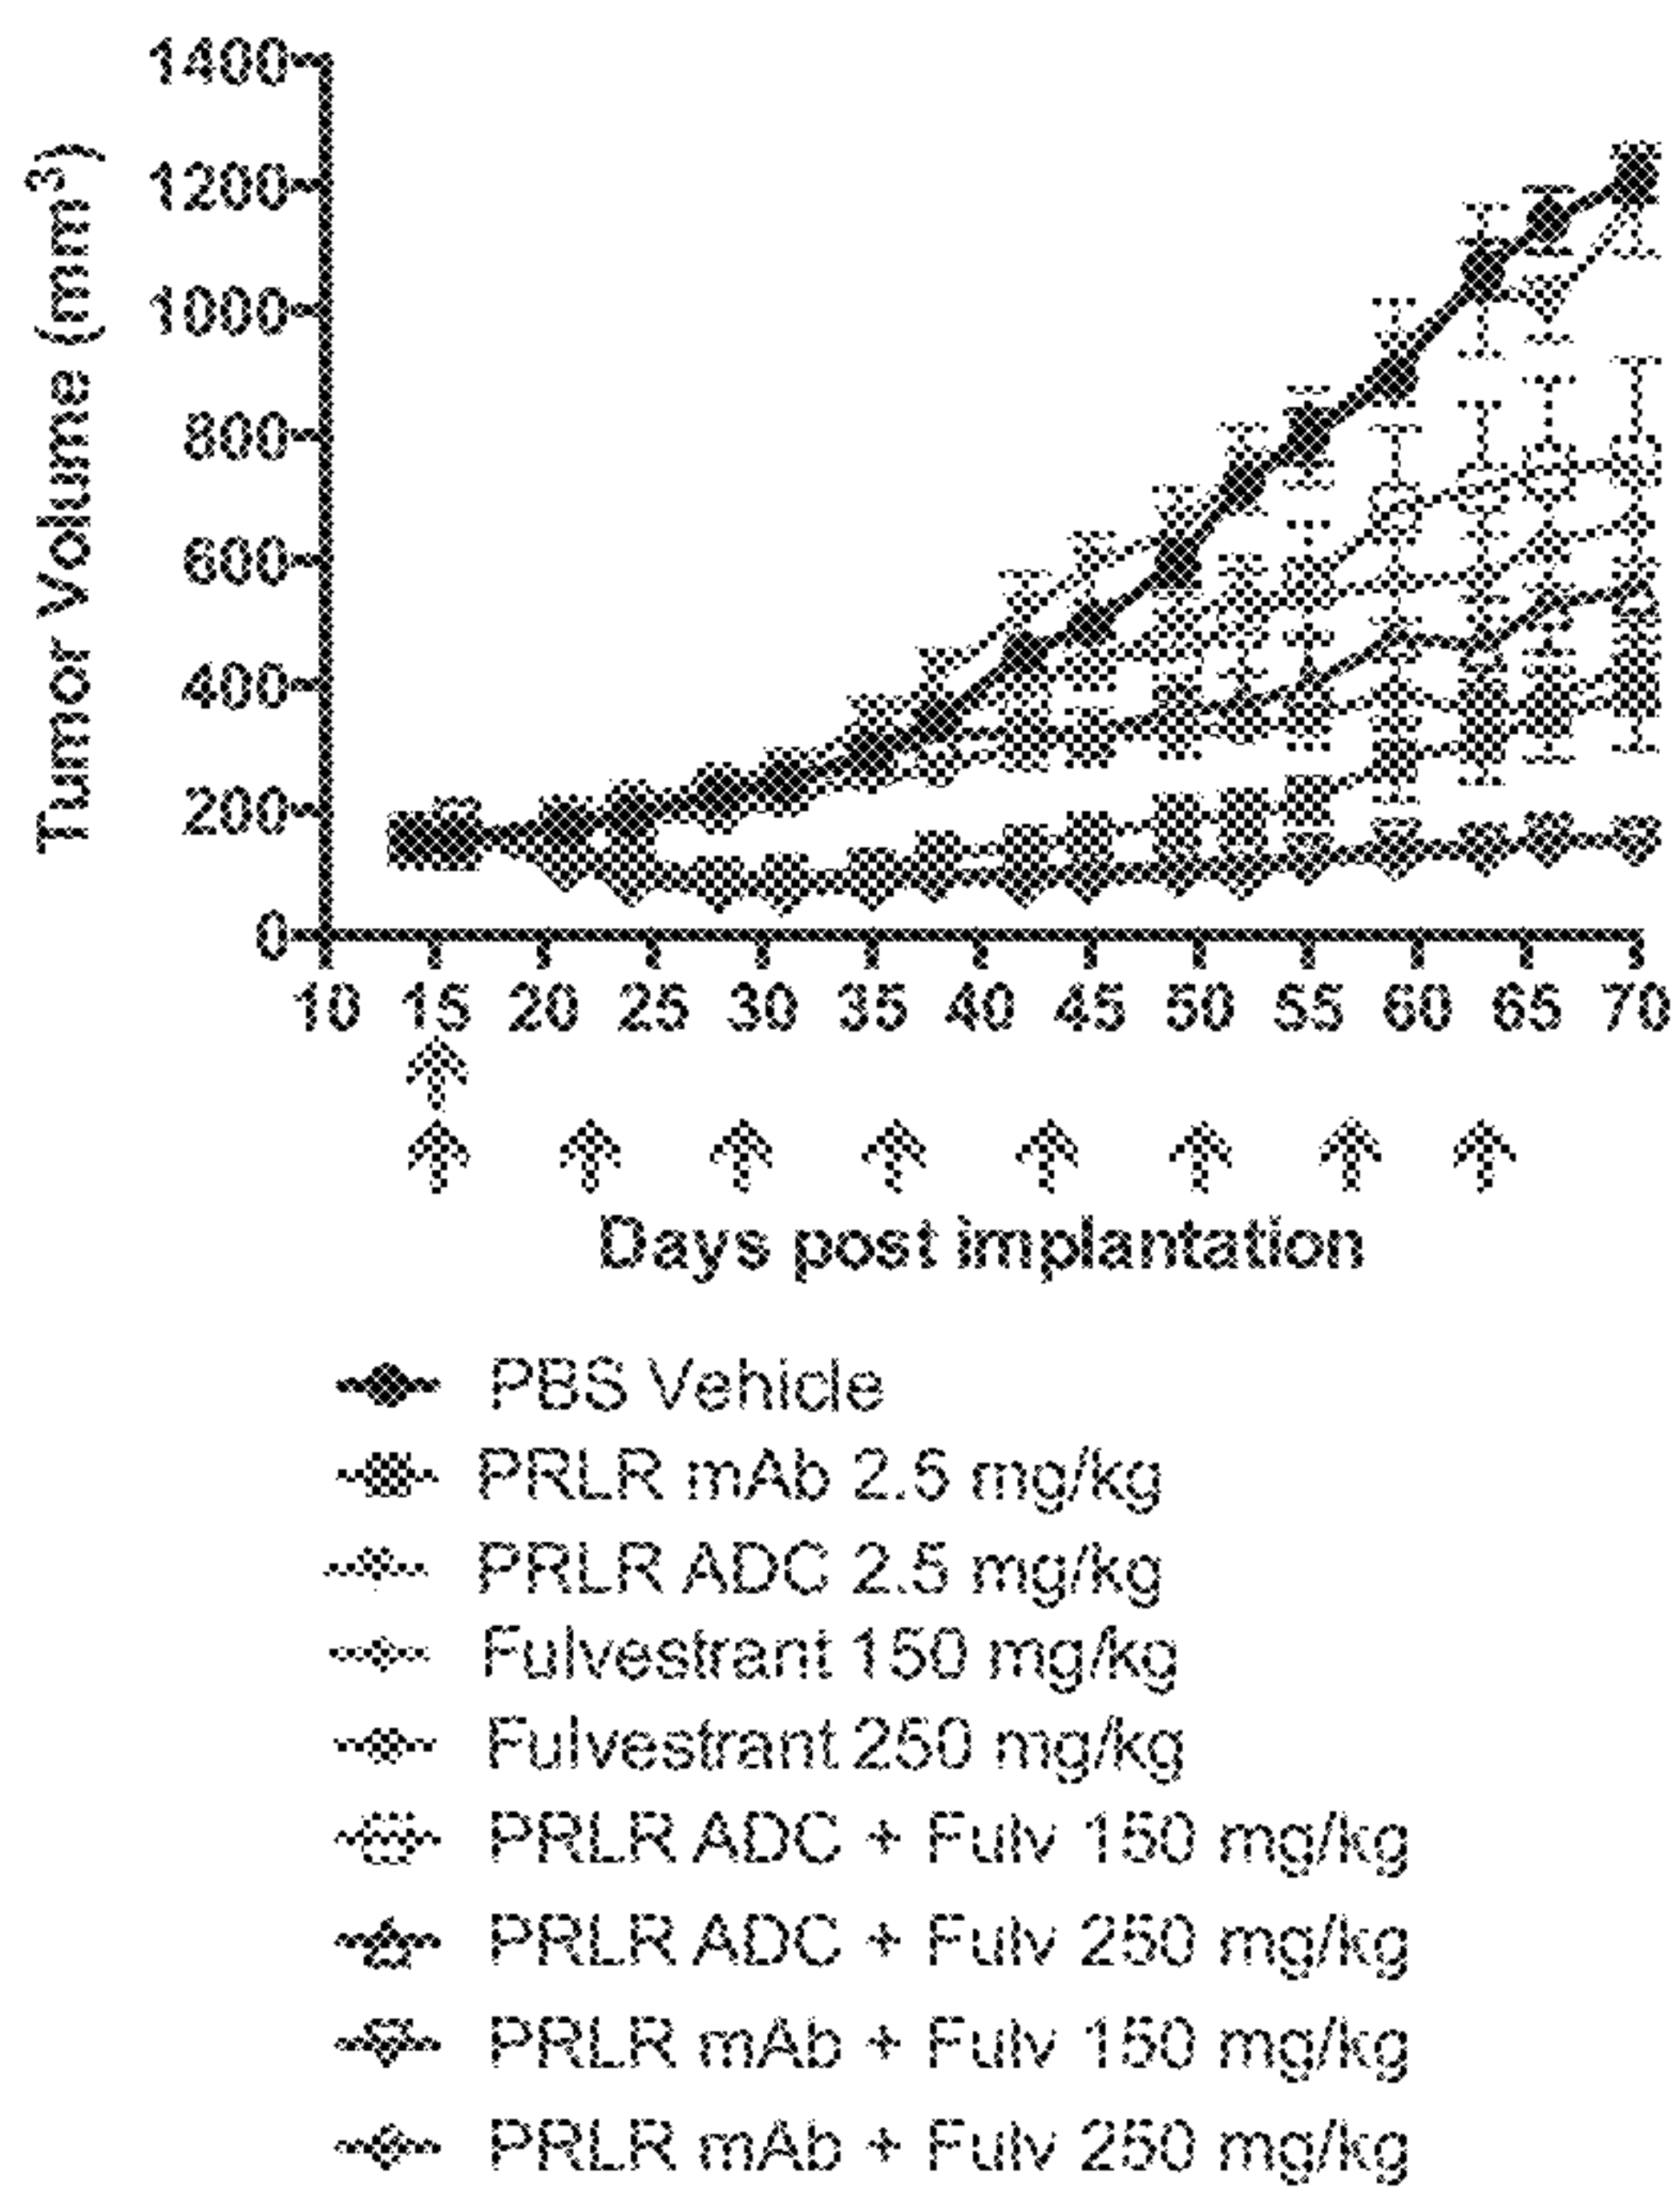 1400
1200
1000
800
600
400
200
0
Tumor Volume (mm³)
10 15 20 25 30 35 40 45 50 55 60 65 70
Days post implantation
PBS Vehicle
PRLR mAb 2.5 mg/kg
PRLR ADC 2.5 mg/kg
Fulvestrant 150 mg/kg
Fulvestrant 250 mg/kg
PRLR ADC + Fulv 150 mg/kg
PRLR ADC + Fulv 250 mg/kg
PRLR mAb + Fulv 150 mg/kg
PRLR mAb + Fulv 250 mg/kg